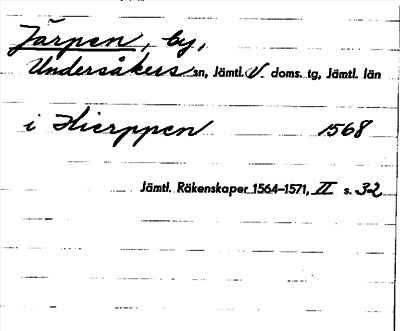 Järpen, by,
Undersåkers sn, Jämtl. V. doms. tg, Jämtl. län
i Hierppen 1568
Jämtl. Räkenskaper 1564–1571, II s. 32